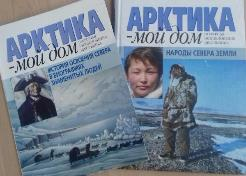 АРКТИКА
-МОЙ ДОМ
ИСТОРИЯ ОСВОЕНИЯ СЕВЕРА
В БИОГРАФИЯХ
ЗНАМЕНИТЫХ ЛЮДЕЙ
АРКТИКА
-МОЙ ДОМ
НАРОДЫ СЕВЕРА ЗЕМЛИ